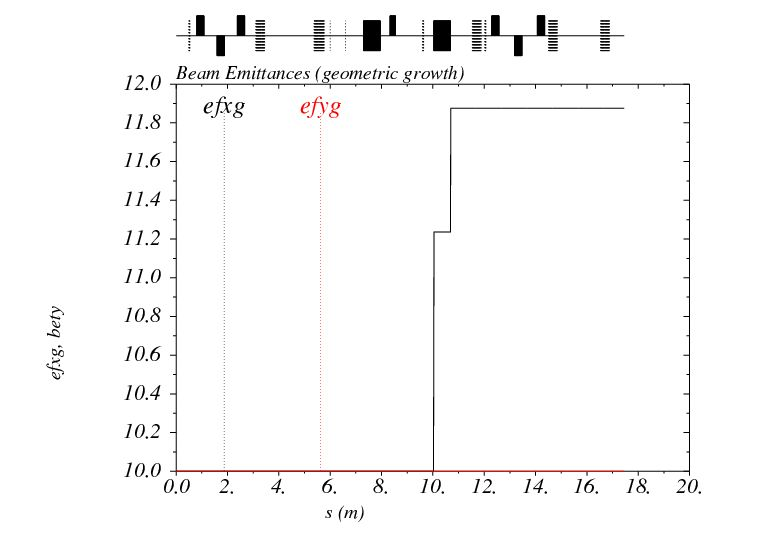 Beam Emittances (geometric growth)
12.0
efxg efyg
11.8
11.6
11.4
11.2
11.0
10.8
10.6
10.4
10.2
10.0
efxg, bety
0.0 2. 4. 6. 8. 10. 12. 14. 16. 18. 20.
s (m)